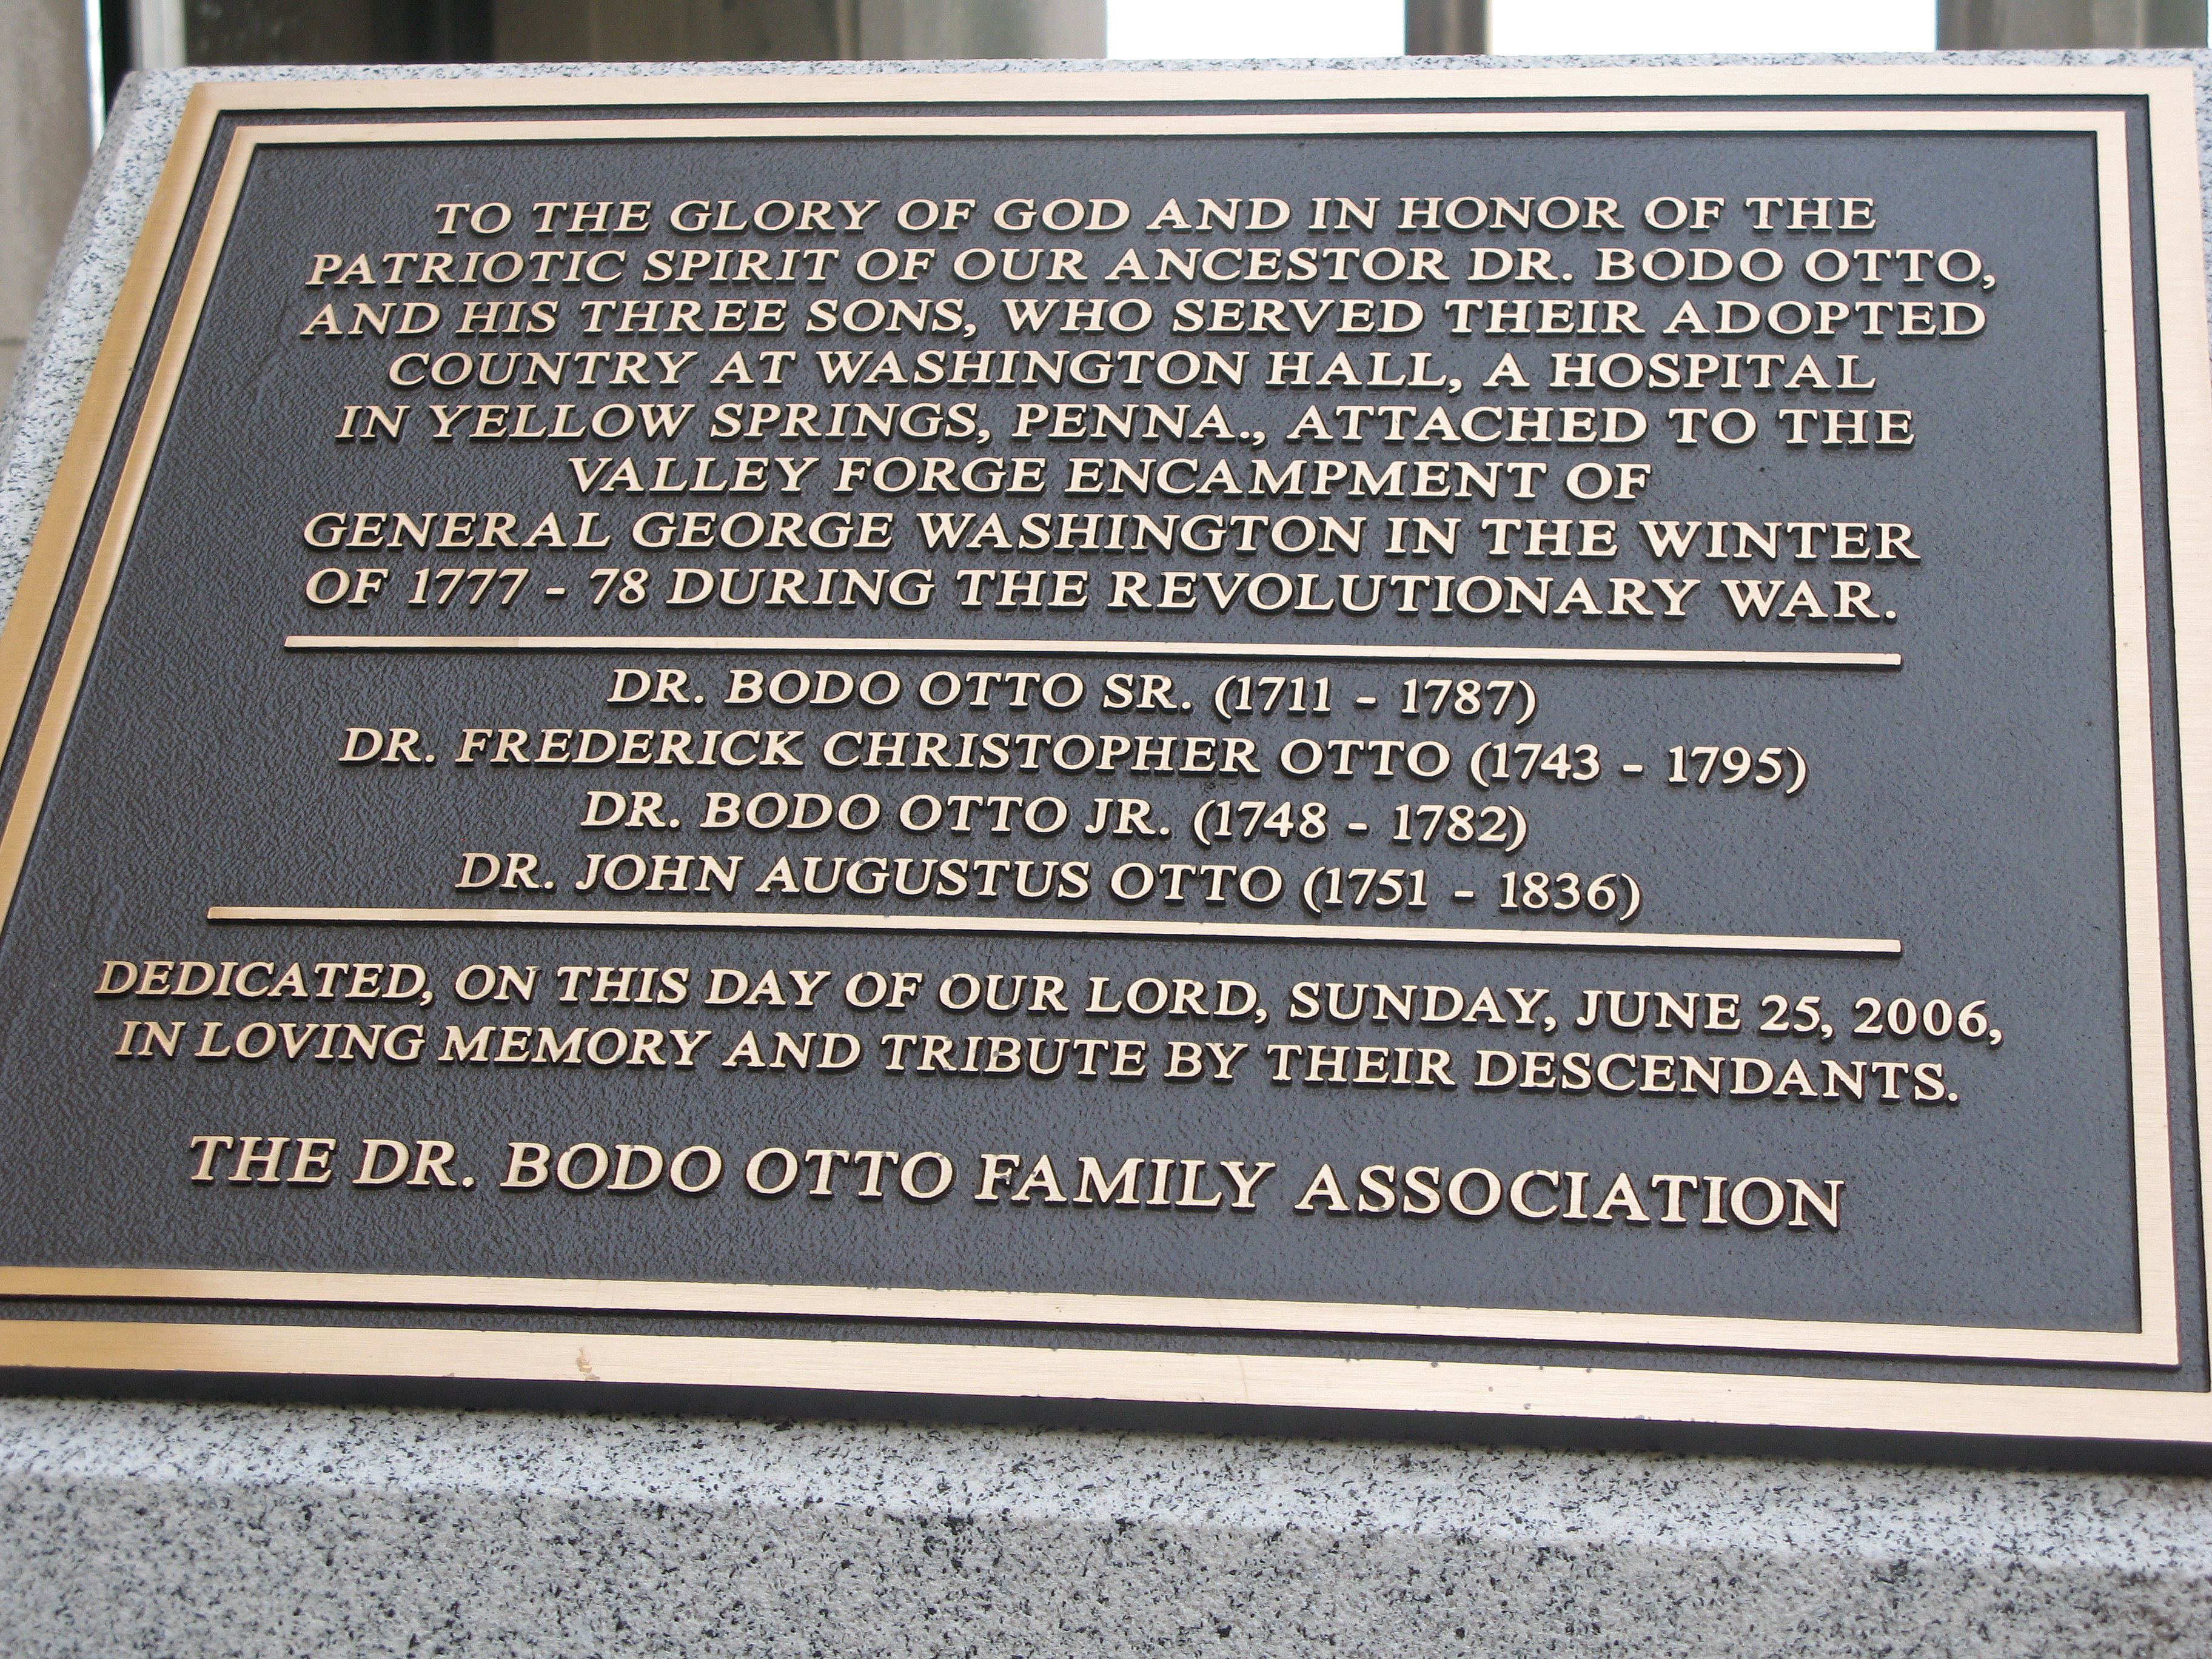 TO THE GLORY OF GOD AND IN HONOR OF THE
PATRIOTIC SPIRIT OF OUR ANCESTOR DR. BODO OTTO,
AND HIS THREE SONS, WHO SERVED THEIR ADOPTED
COUNTRY AT WASHINGTON HALL, A HOSPITAL
IN YELLOW SPRINGS, PENNA., ATTACHED TO THE
VALLEY FORGE ENCAMPMENT OF
GENERAL GEORGE WASHINGTON IN THE WINTER
OF 1777 - 78 DURING THE REVOLUTIONARY WAR.
DR. BODO OTTO SR. (1711 - 1787)
DR. FREDERICK CHRISTOPHER OTTO (1743 - 1795)
DR. BODO OTTO JR. (1748 - 1782)
DR. JOHN AUGUSTUS OTTO (1751 - 1836)
DEDICATED, ON THIS DAY OF OUR LORD, SUNDAY, JUNE 25, 2006,
IN LOVING MEMORY AND TRIBUTE BY THEIR DESCENDANTS.
THE DR. BODO OTTO FAMILY ASSOCIATION